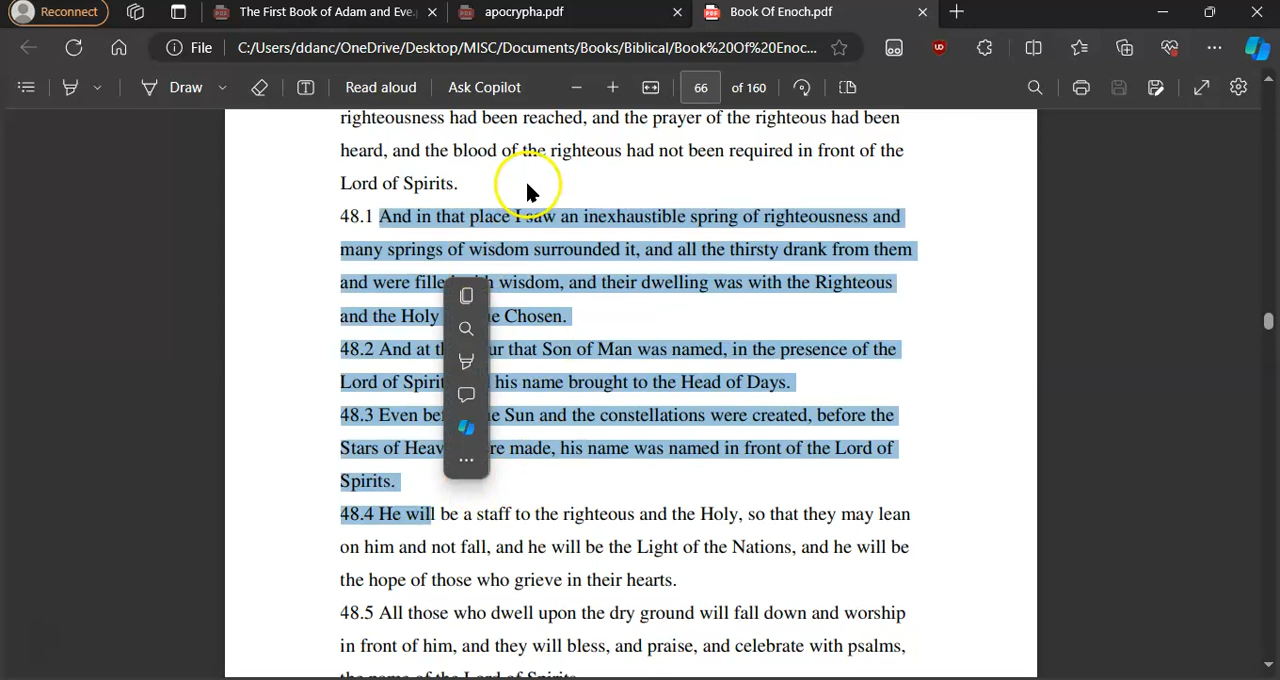 Reconnect
The First Book of Adam and Eve.
apocrypha.pdf
Book Of Enoch.pdf
File
C:/Users/ddanc/OneDrive/Desktop/MISC/Documents/Books/Biblical/Book%20Of%20Enoc...
Draw
Read aloud
Ask Copilot
66 of 160
righteousness had been reached, and the prayer of the righteous had been
heard, and the blood of the righteous had not been required in front of the
Lord of Spirits.
48.1 And in that place I saw an inexhaustible spring of righteousness and
many springs of wisdom surrounded it, and all the thirsty drank from them
and were wisdom, and their dwelling was with the Righteous
and the Holy Chosen.
48.2 And at that Son of Man was named, in the presence of the
Lord of his name brought to the Head of Days.
48.3 Even Sun and the constellations were created, before the
Stars of made, his name was named in front of the Lord of
Spirits.
48.4 He will be a staff to the righteous and the Holy, so that they may lean
on him and not fall, and he will be the Light of the Nations, and he will be
the hope of those who grieve in their hearts.
48.5 All those who dwell upon the dry ground will fall down and worship
in front of him, and they will bless, and praise, and celebrate with psalms,
the name of the Lord of Spirits